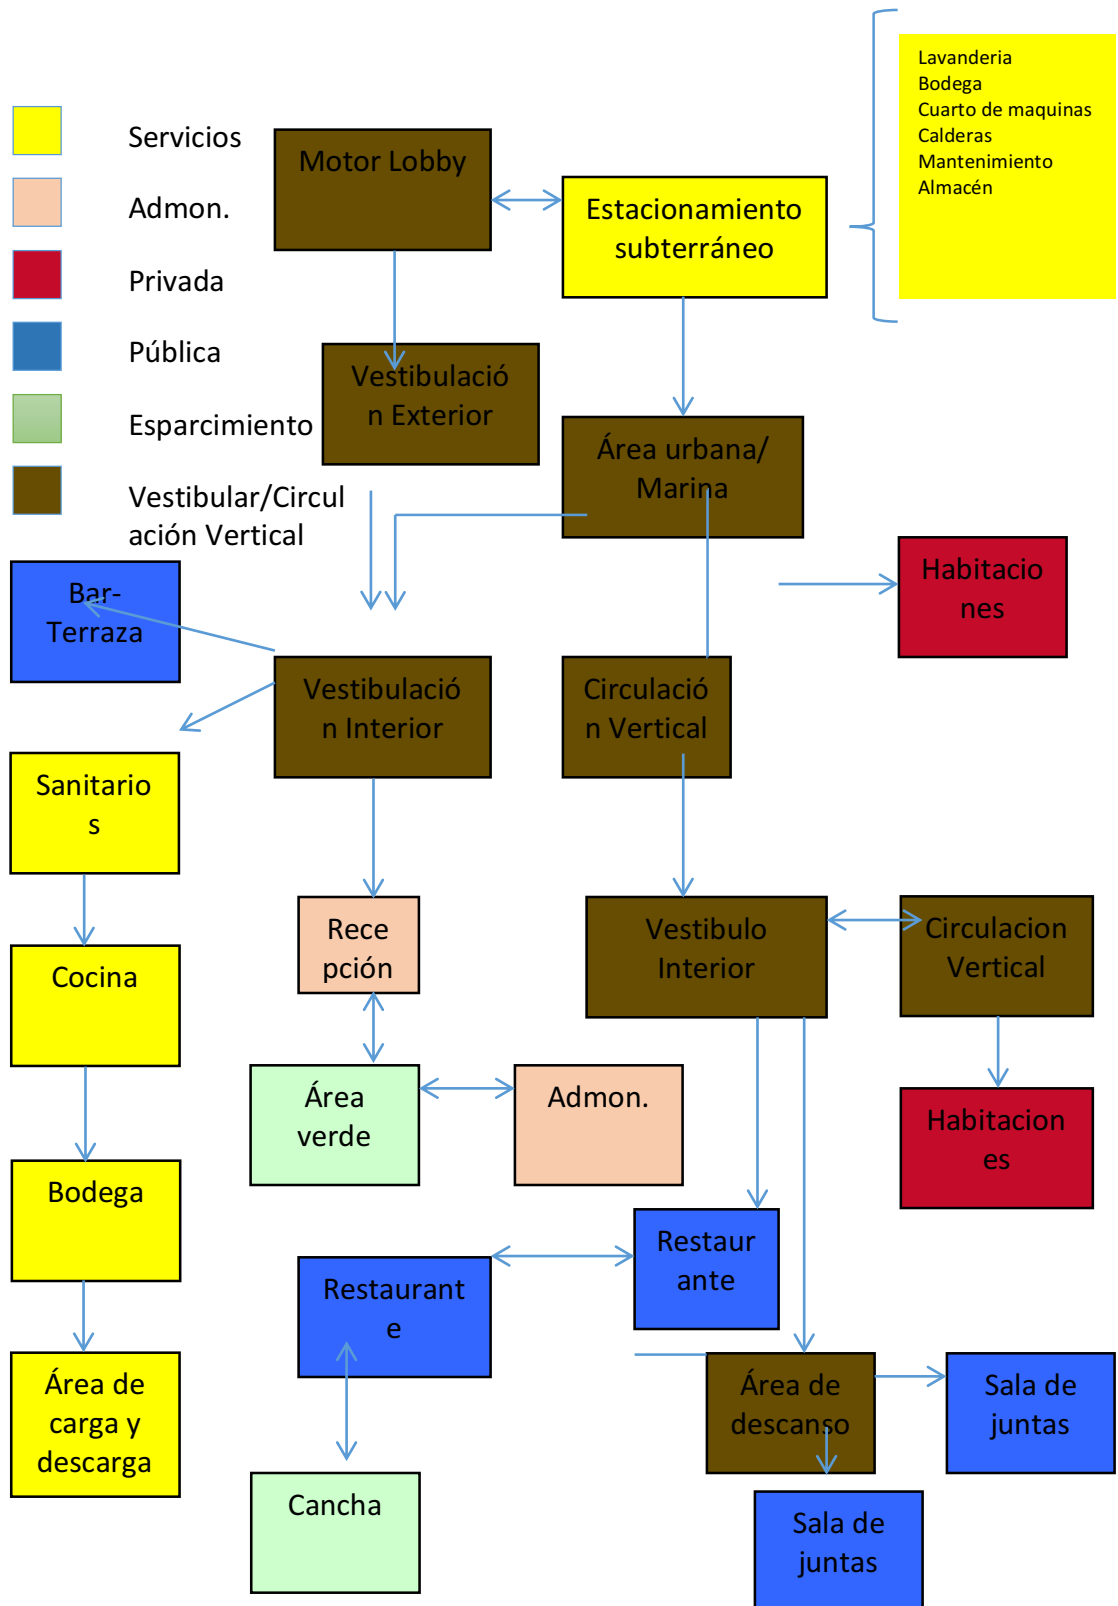 Lavanderia
Bodega
Cuarto de maquinas
Calderas
Mantenimiento
Almacén
Servicios
Admon.
Privada
Pública
Esparcimiento
Vestibular/Circul
ación Vertical
Motor Lobby
Estacionamiento
subterráneo
Vestibulació
n Exterior
Área urbana/
Marina
Habitacio
nes
Bar-
Terraza
Vestibulació
n Interior
Circulació
n Vertical
Sanitario
s
Rece
pción
Vestibulo
Interior
Circulacion
Vertical
Cocina
Área
verde
Admon.
Habitacion
es
Bodega
Restaur
ante
Restaurant
e
Área de
carga y
descarga
Área de
descanso
Sala de
juntas
Cancha
Sala de
juntas